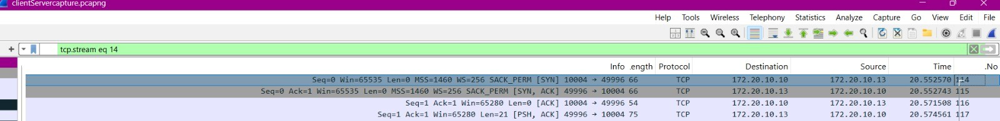 clientServercapture.pcapng
Help Tools Wireless Telephony Statistics Analyze Capture Go View Edit File
tcp.stream eq 14
Info .ength Protocol Destination Source Time .No
Seq=0 Win=65535 Len=0 MSS=1460 WS=256 SACK_PERM [SYN] 10004 → 49996 66 TCP 172.20.10.10 172.20.10.13 20.552570 114
Seq=0 Ack=1 Win=65535 Len=0 MSS=1460 WS=256 SACK_PERM [SYN, ACK] 49996 → 10004 66 TCP 172.20.10.13 172.20.10.10 20.552743 115
Seq=1 Ack=1 Win=65280 Len=0 [ACK] 10004 → 49996 54 TCP 172.20.10.10 172.20.10.13 20.571508 116
Seq=1 Ack=1 Win=65280 Len=21 [PSH, ACK] 49996 → 10004 75 TCP 172.20.10.13 172.20.10.10 20.574561 117